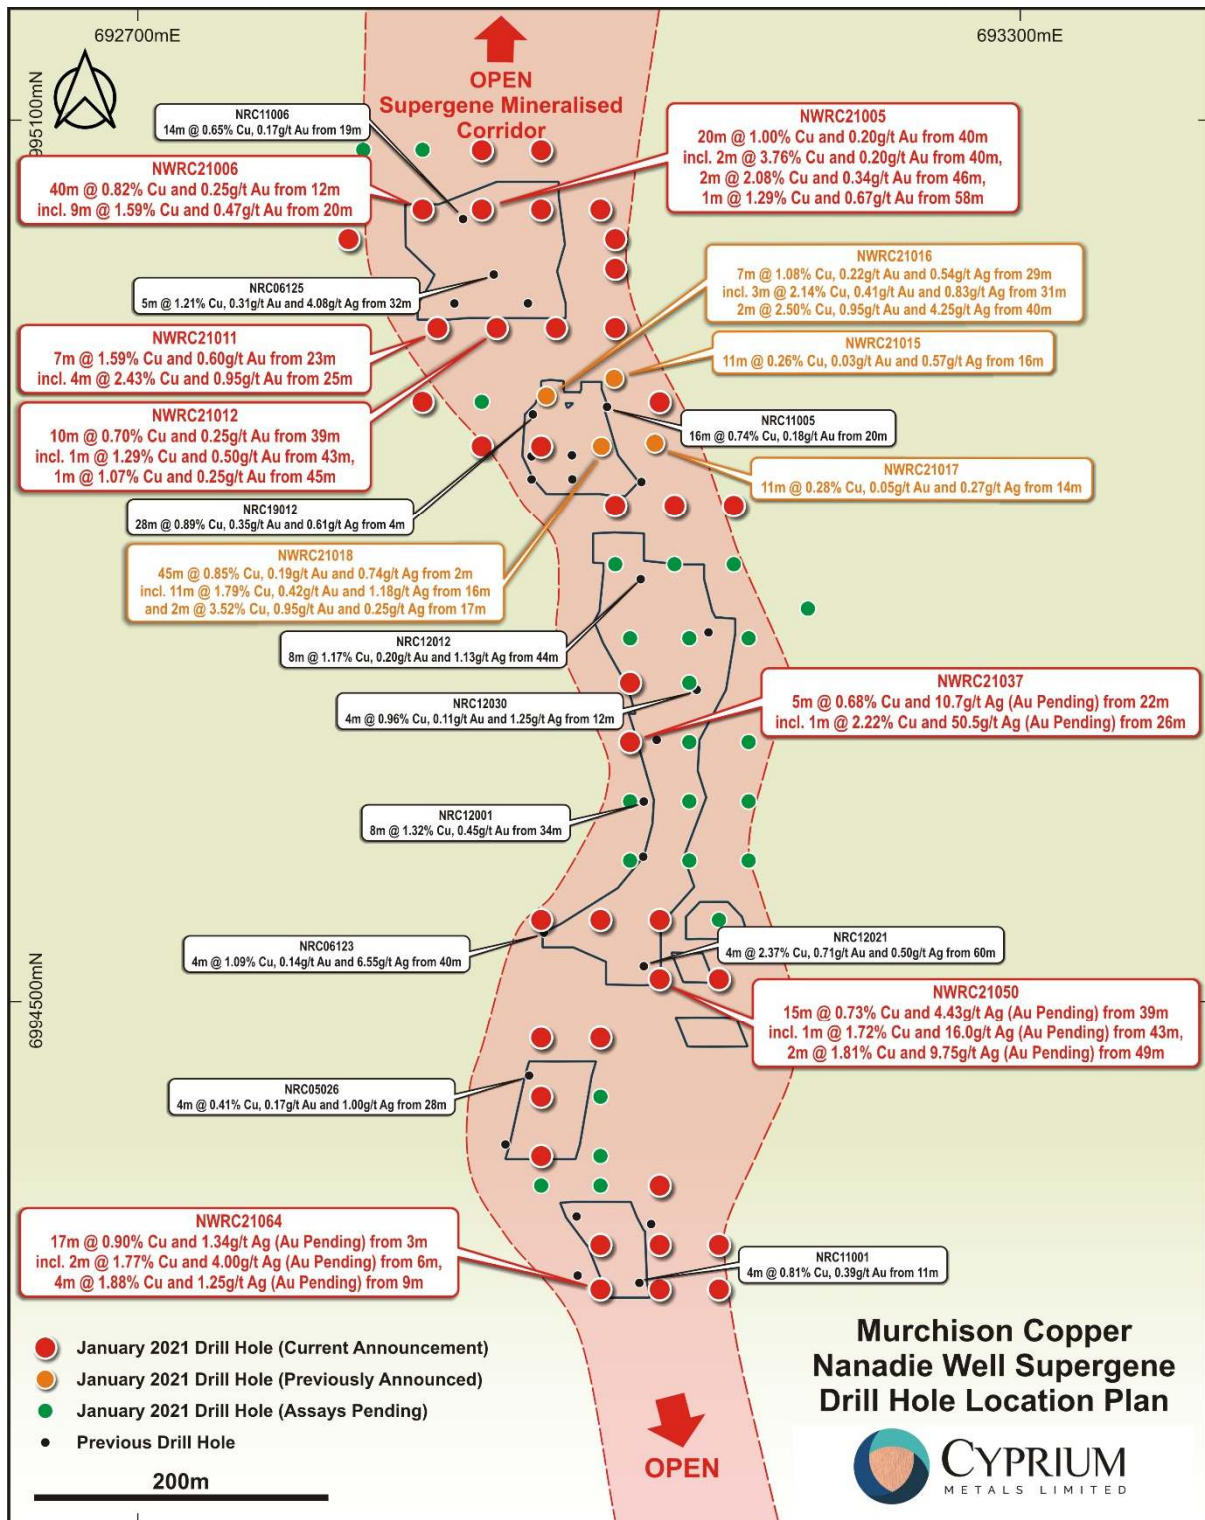 692700mE
693300mE
995100mN
6994500mN
OPEN
Supergene Mineralised
Corridor
NRC11006
14m @ 0.65% Cu, 0.17g/t Au from 19m
NWRC21005
20m @ 1.00% Cu and 0.20g/t Au from 40m
incl. 2m @ 3.76% Cu and 0.20g/t Au from 40m,
2m @ 2.08% Cu and 0.34g/t Au from 46m,
1m @ 1.29% Cu and 0.67g/t Au from 58m
NWRC21006
40m @ 0.82% Cu and 0.25g/t Au from 12m
incl. 9m @ 1.59% Cu and 0.47g/t Au from 20m
NWRC21016
7m @ 1.08% Cu, 0.22g/t Au and 0.54g/t Ag from 29m
incl. 3m @ 2.14% Cu, 0.41g/t Au and 0.83g/t Ag from 31m
2m @ 2.50% Cu, 0.95g/t Au and 4.25g/t Ag from 40m
NRC06125
5m @ 1.21% Cu, 0.31g/t Au and 4.08g/t Ag from 32m
NWRC21015
11m @ 0.26% Cu, 0.03g/t Au and 0.57g/t Ag from 16m
NWRC21011
7m @ 1.59% Cu and 0.60g/t Au from 23m
incl. 4m @ 2.43% Cu and 0.95g/t Au from 25m
NWRC21012
10m @ 0.70% Cu and 0.25g/t Au from 39m
incl. 1m @ 1.29% Cu and 0.50g/t Au from 43m,
1m @ 1.07% Cu and 0.25g/t Au from 45m
NRC11005
16m @ 0.74% Cu, 0.18g/t Au from 20m
NWRC21017
11m @ 0.28% Cu, 0.05g/t Au and 0.27g/t Ag from 14m
NRC19012
28m @ 0.89% Cu, 0.35g/t Au and 0.61g/t Ag from 4m
NWRC21018
45m @ 0.85% Cu, 0.19g/t Au and 0.74g/t Ag from 2m
incl. 11m @ 1.79% Cu, 0.42g/t Au and 1.18g/t Ag from 16m
and 2m @ 3.52% Cu, 0.95g/t Au and 0.25g/t Ag from 17m
NRC12012
8m @ 1.17% Cu, 0.20g/t Au and 1.13g/t Ag from 44m
NRC12030
4m @ 0.96% Cu, 0.11g/t Au and 1.25g/t Ag from 12m
NWRC21037
5m @ 0.68% Cu and 10.7g/t Ag (Au Pending) from 22m
incl. 1m @ 2.22% Cu and 50.5g/t Ag (Au Pending) from 26m
NRC12001
8m @ 1.32% Cu, 0.45g/t Au from 34m
NRC06123
4m @ 1.09% Cu, 0.14g/t Au and 6.55g/t Ag from 40m
NRC12021
4m @ 2.37% Cu, 0.71g/t Au and 0.50g/t Ag from 60m
NWRC21050
15m @ 0.73% Cu and 4.43g/t Ag (Au Pending) from 39m
incl. 1m @ 1.72% Cu and 16.0g/t Ag (Au Pending) from 43m,
2m @ 1.81% Cu and 9.75g/t Ag (Au Pending) from 49m
NRC05026
4m @ 0.41% Cu, 0.17g/t Au and 1.00g/t Ag from 28m
NWRC21064
17m @ 0.90% Cu and 1.34g/t Ag (Au Pending) from 3m
incl. 2m @ 1.77% Cu and 4.00g/t Ag (Au Pending) from 6m,
4m @ 1.88% Cu and 1.25g/t Ag (Au Pending) from 9m
NRC11001
4m @ 0.81% Cu, 0.39g/t Au from 11m
January 2021 Drill Hole (Current Announcement)
January 2021 Drill Hole (Previously Announced)
January 2021 Drill Hole (Assays Pending)
Previous Drill Hole
200m
OPEN
Murchison Copper
Nanadie Well Supergene
Drill Hole Location Plan
CYPRIUM
METALS LIMITED